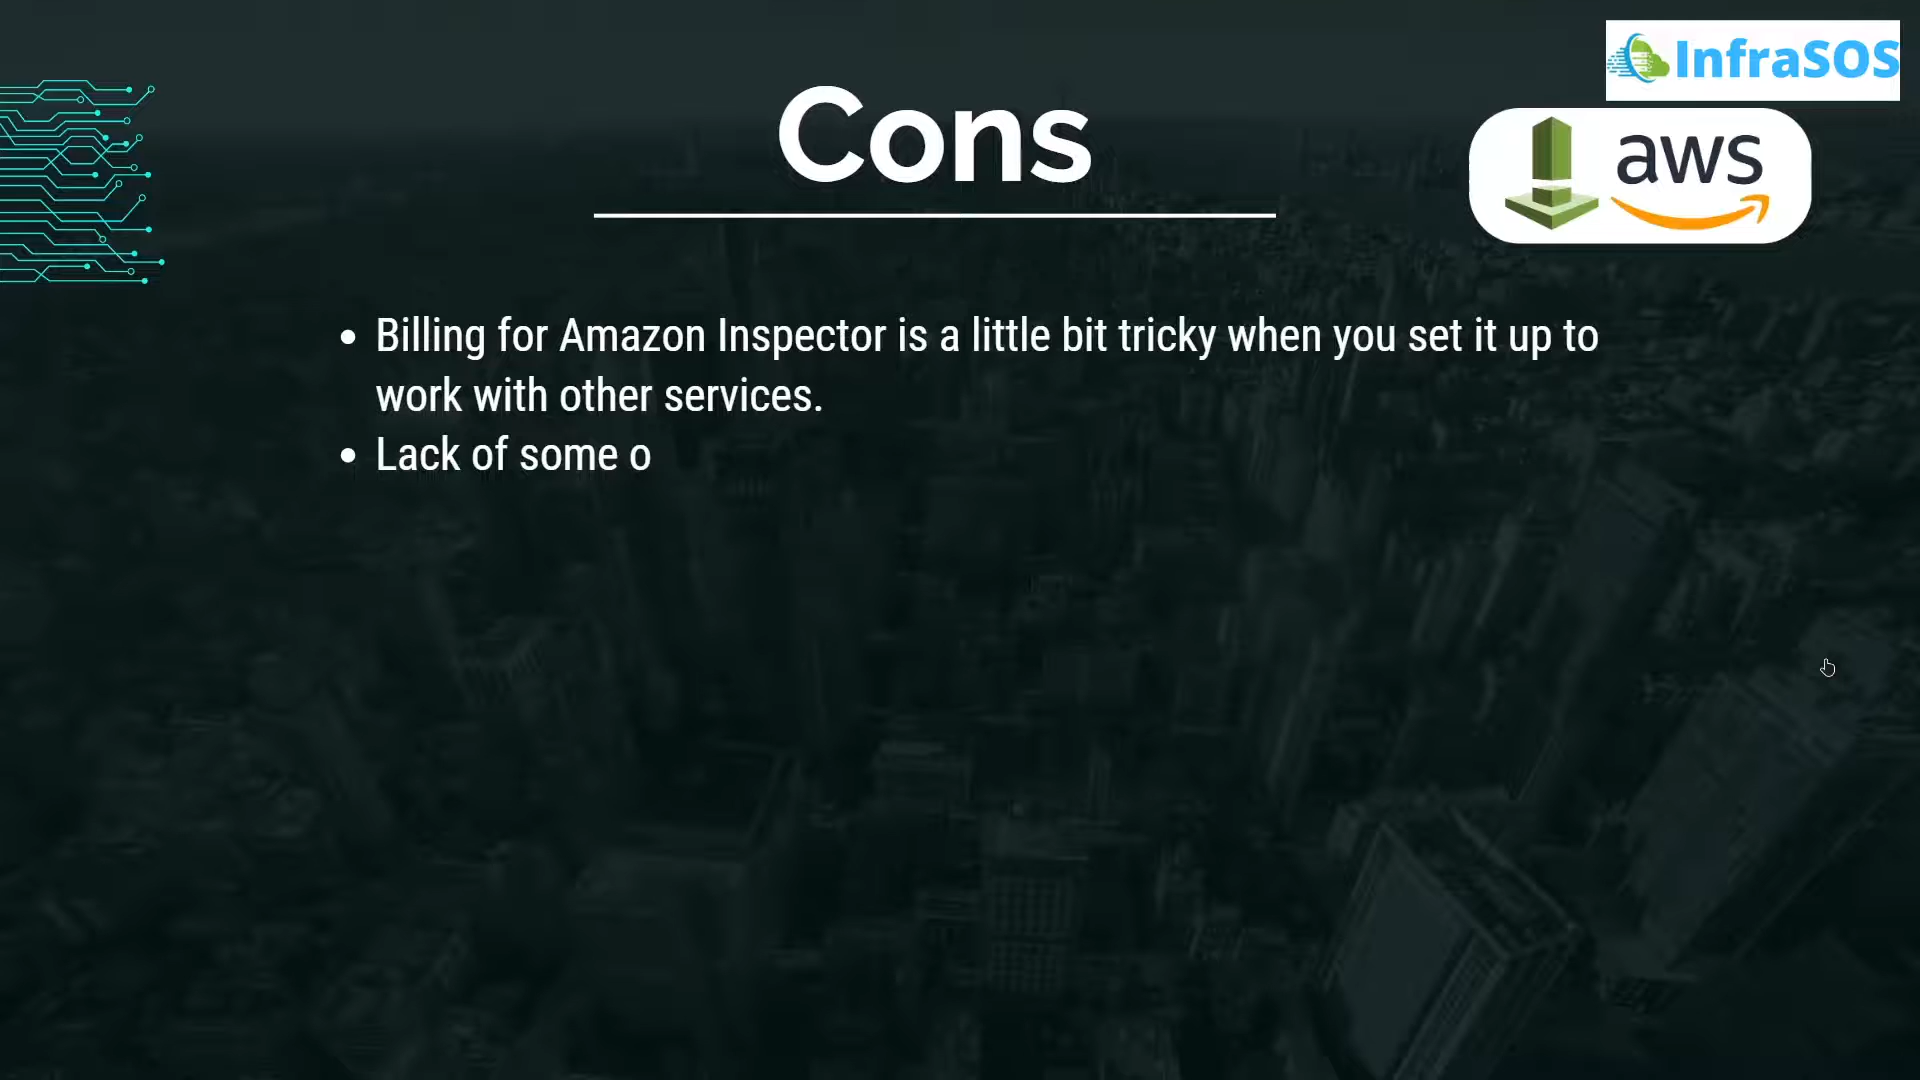 InfraSOS
Cons
aws
• Billing for Amazon Inspector is a little bit tricky when you set it up to
work with other services.
• Lack of some o